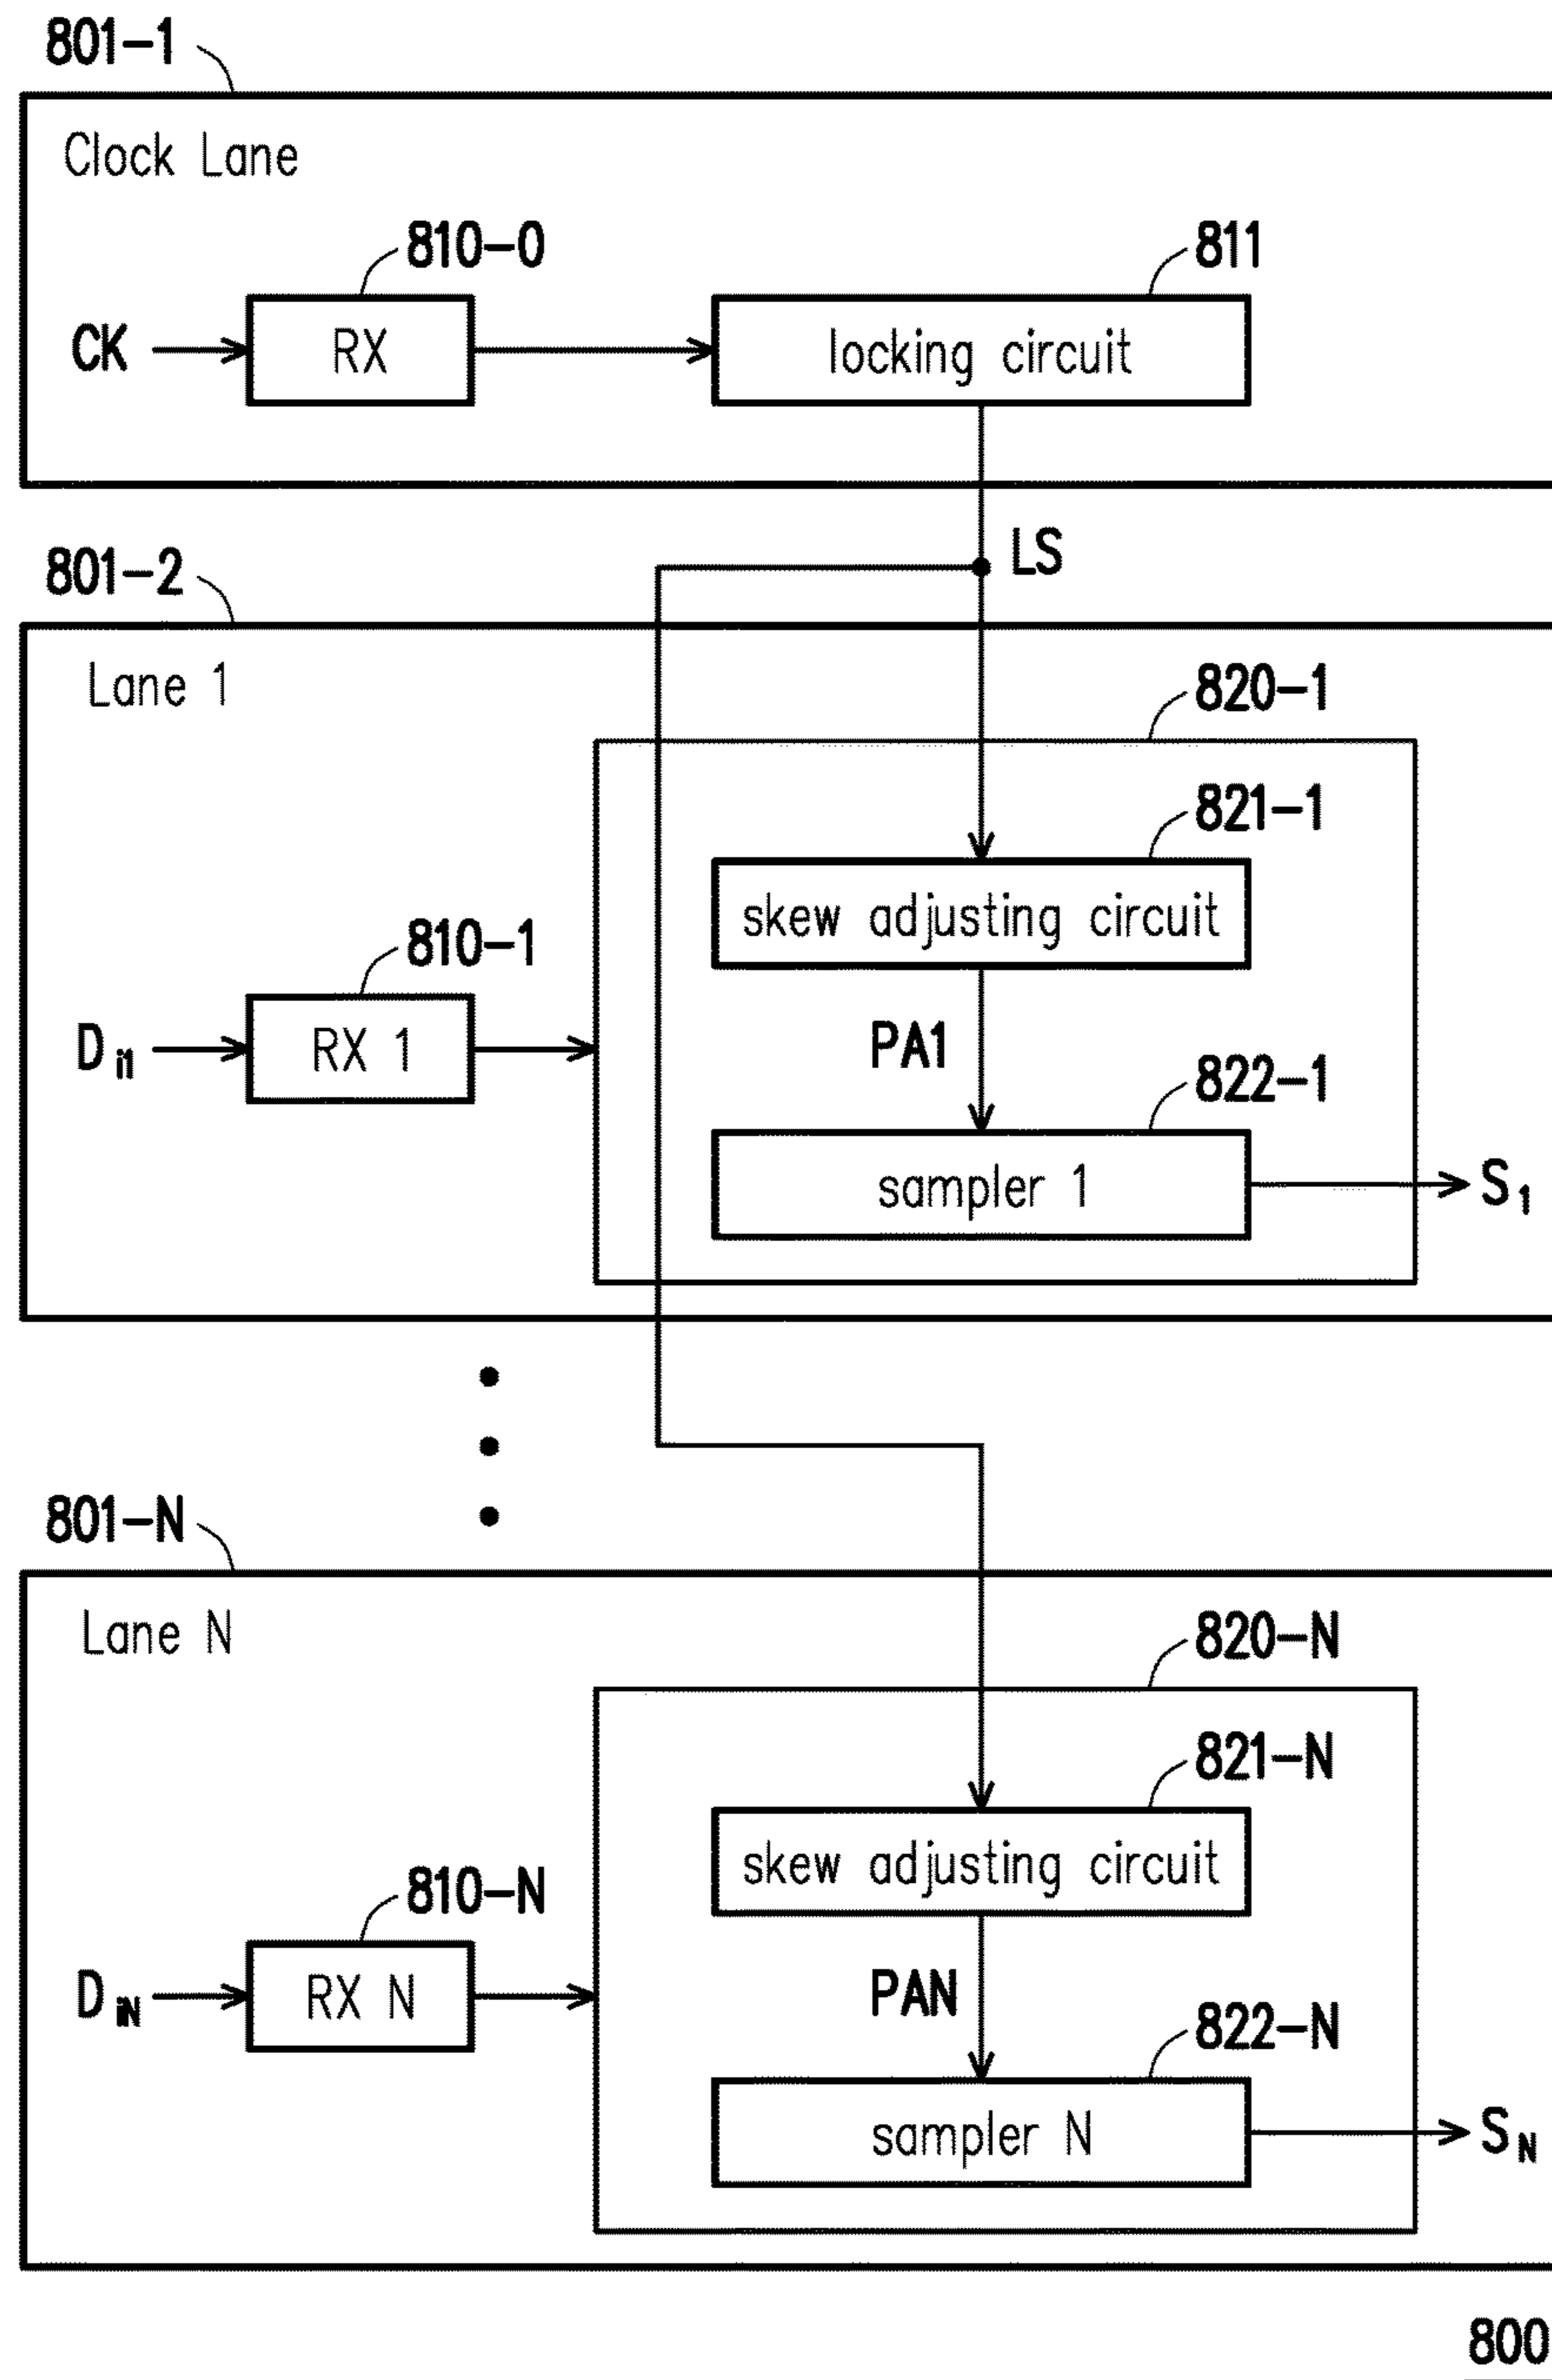 801-1
Clock Lane
810-0
811
CK
RX
locking circuit
LS
801-2
Lane 1
820-1
821-1
skew adjusting circuit
810-1
Di1
RX 1
PA1
822-1
sampler 1
S1
801-N
Lane N
820-N
821-N
skew adjusting circuit
810-N
DiN
RX N
PAN
822-N
sampler N
SN
800